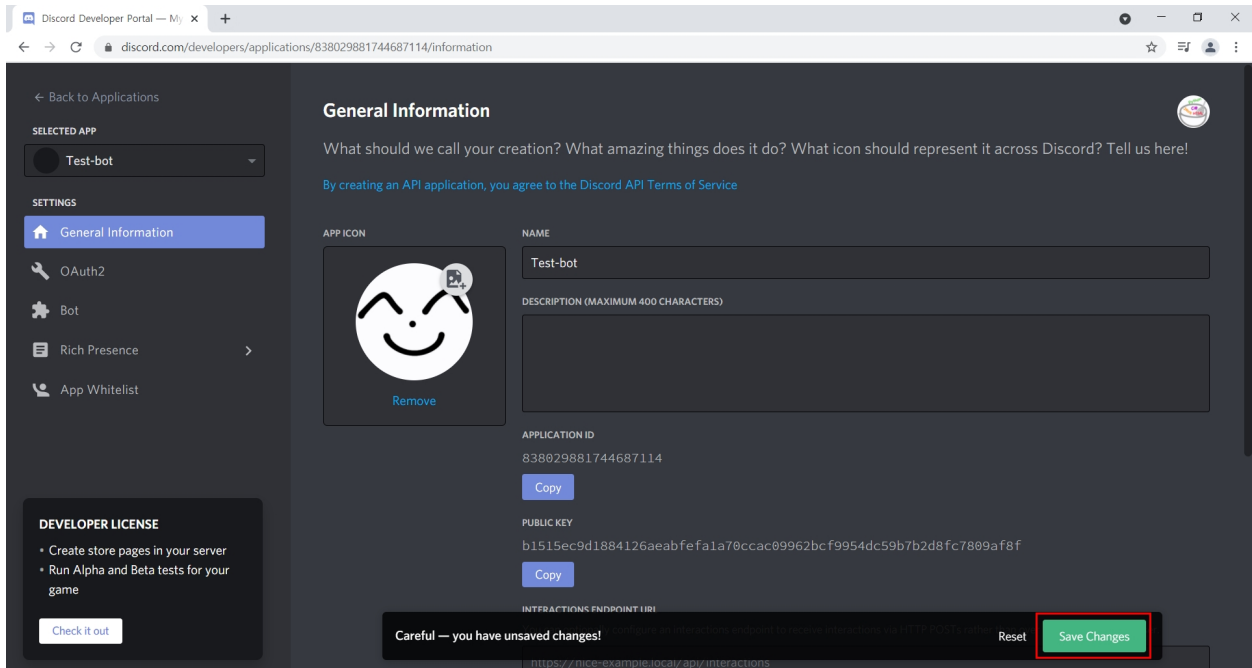 Discord Developer Portal — My
discord.com/developers/applications/838029881744687114/information
← Back to Applications
SELECTED APP
Test-bot
SETTINGS
General Information
OAuth2
Bot
Rich Presence
App Whitelist
DEVELOPER LICENSE
• Create store pages in your server
• Run Alpha and Beta tests for your
game
Check it out
General Information
What should we call your creation? What amazing things does it do? What icon should represent it across Discord? Tell us here!
By creating an API application, you agree to the Discord API Terms of Service
APP ICON
Remove
NAME
Test-bot
DESCRIPTION (MAXIMUM 400 CHARACTERS)
APPLICATION ID
838029881744687114
Copy
PUBLIC KEY
b1515ec9d1884126aeabfefa1a70ccac09962bcf9954dc59b7b2d8fc7809af8f
Copy
INTERACTIONS ENDPOINT URL
Careful — you have unsaved changes!
Reset
Save Changes
https://nice-example.local/api/interactions